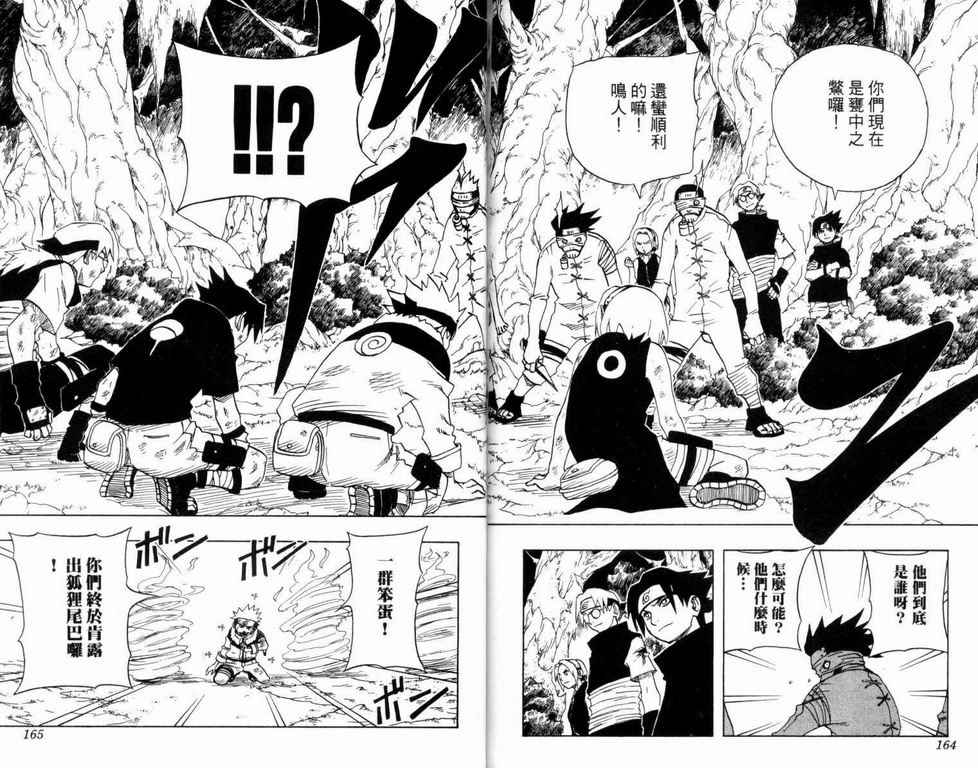 你們現在
是甕中之
鱉囉！
還蠻順利
的嘛！
鳴人！
!!?
他們到底
是誰呀？
怎麼可能？
他們什麼時
候…
一群笨蛋！
ボン
ボン
ボン
你們終於肯露
出狐狸尾巴囉
！
165
164